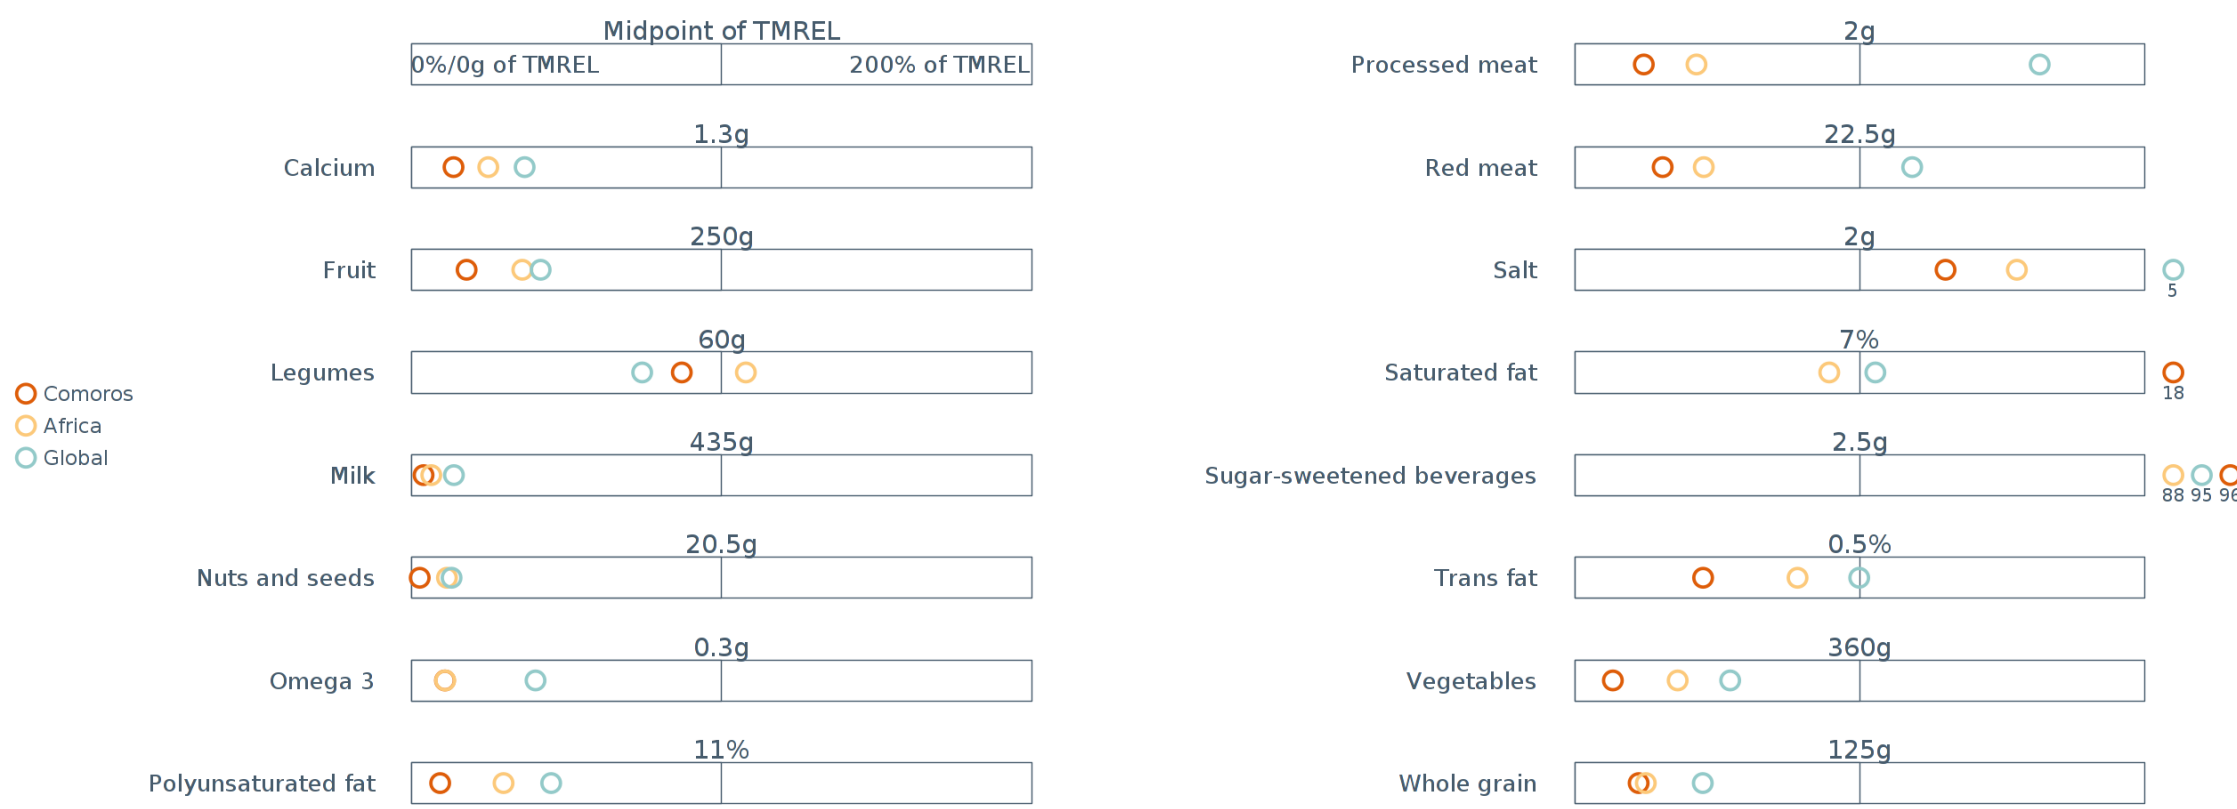 Midpoint of TMREL
0%/0g of TMREL
200% of TMREL
1.3g
Calcium
250g
Fruit
60g
Legumes
435g
Milk
20.5g
Nuts and seeds
0.3g
Omega 3
11%
Polyunsaturated fat
Comoros
Africa
Global
2g
Processed meat
22.5g
Red meat
2g
Salt
5
7%
Saturated fat
18
2.5g
Sugar-sweetened beverages
88 95 96
0.5%
Trans fat
360g
Vegetables
125g
Whole grain